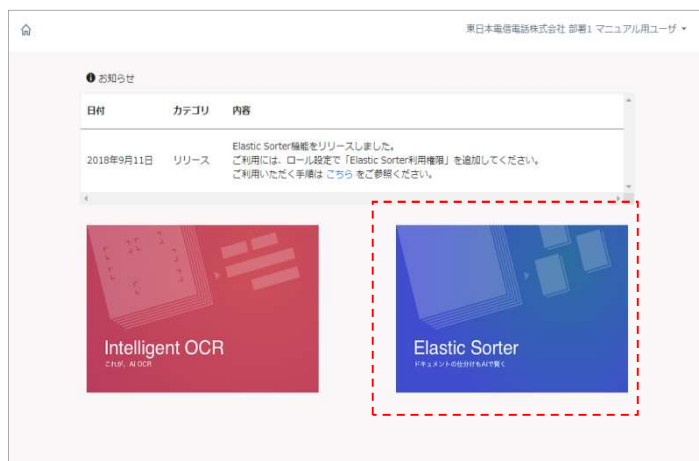 東日本電信電話株式会社 部署1 マニュアル用ユーザ
お知らせ
日付 カテゴリ 内容
2018年9月11日 リリース Elastic Sorter機能をリリースしました。
ご利用には、ロール設定で「Elastic Sorter利用権限」を追加してください。
ご利用いただく手順は こちら をご参照ください。
Intelligent OCR
これが、AI OCR
Elastic Sorter
ドキュメントの仕分けもAIで賢く